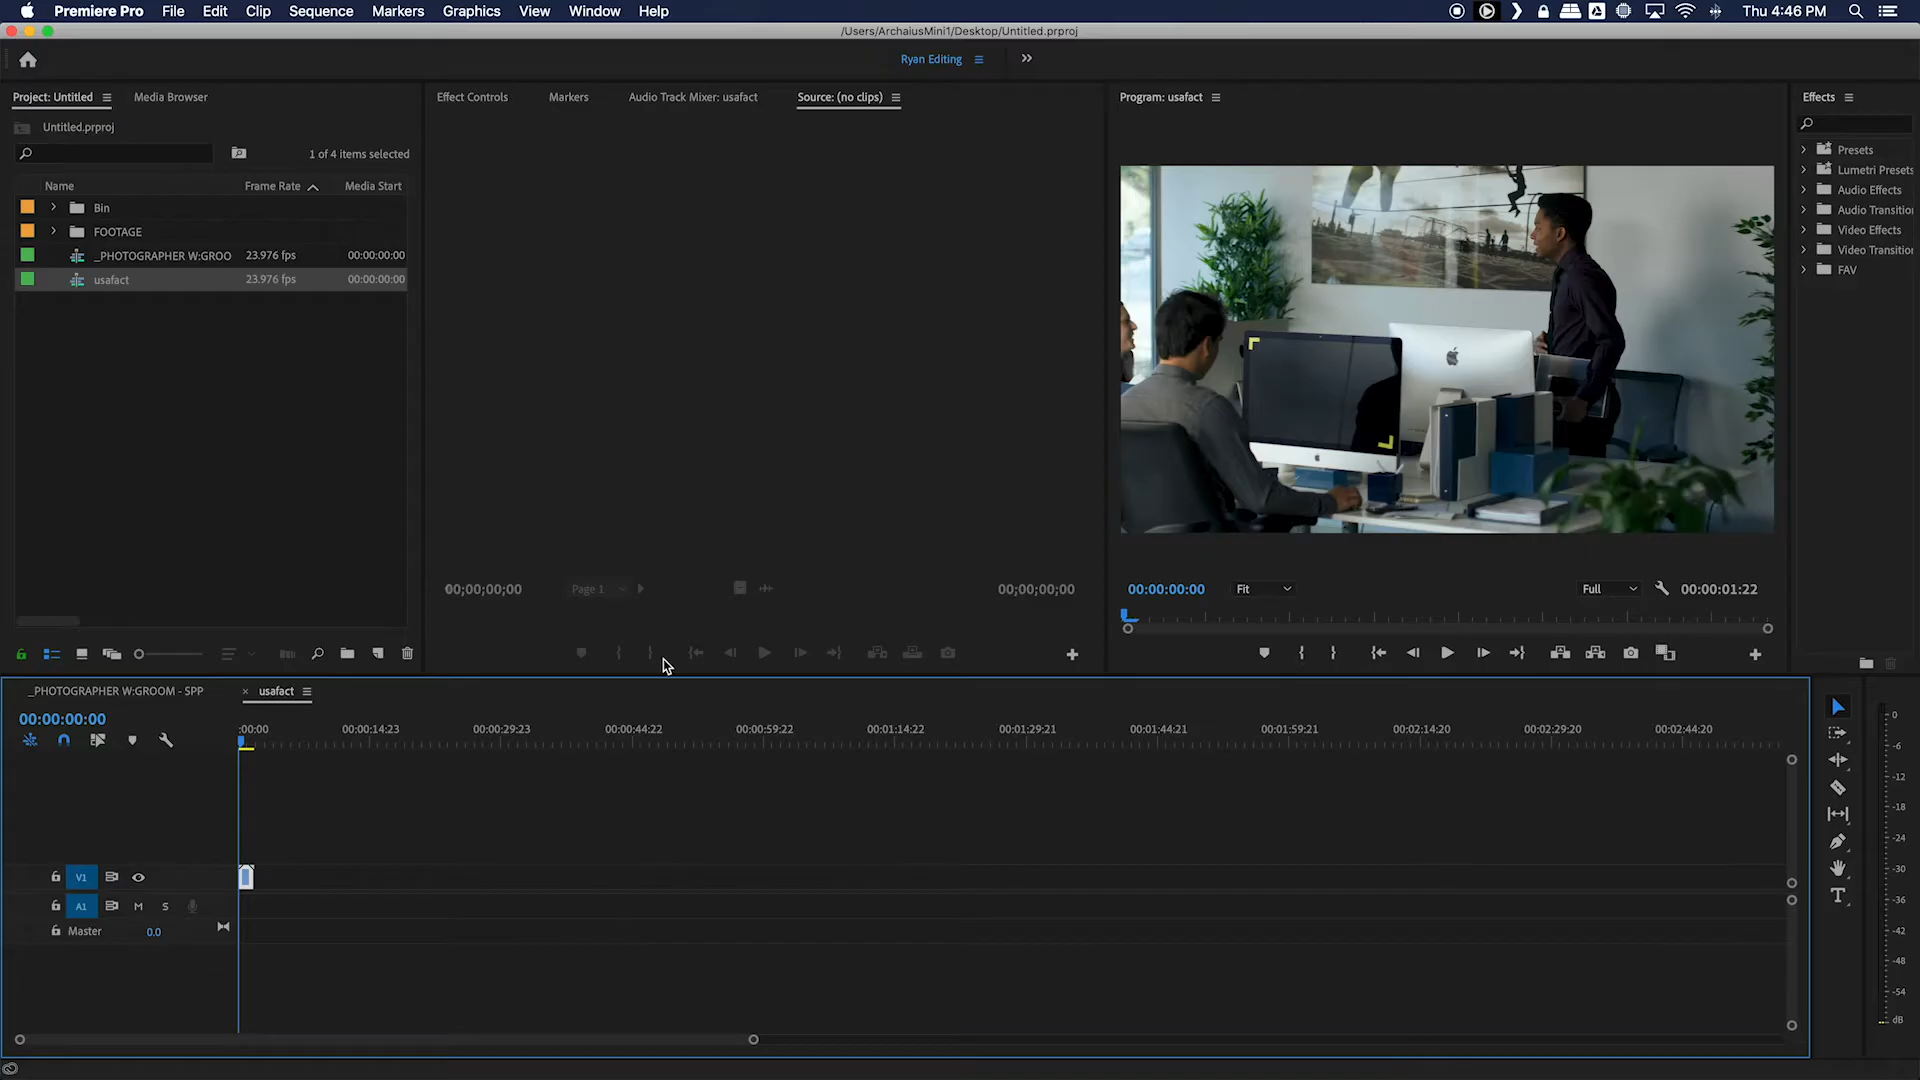 Premiere Pro File Edit Clip Sequence Markers Graphics View Window Help Thu 4:46 PM
/Users/ArchaiusMini1/Desktop/Untitled.prproj
Ryan Editing
Project: Untitled Media Browser Effect Controls Markers Audio Track Mixer: usafact Source: (no clips) Program: usafact Effects
Untitled.prproj
1 of 4 items selected
Name Frame Rate Media Start
Bin
FOOTAGE
_PHOTOGRAPHER W:GROO 23.976 fps 00:00:00:00
usafact 23.976 fps 00:00:00:00
Presets
Lumetri Presets
Audio Effects
Audio Transitio
Video Effects
Video Transition
FAV
00;00;00;00 Page 1 00;00;00;00 00:00:00:00 Fit Full 00:00:01:22
_PHOTOGRAPHER W:GROOM - SPP × usafact
00:00:00:00
:00:00 00:00:14:23 00:00:29:23 00:00:44:22 00:00:59:22 00:01:14:22 00:01:29:21 00:01:44:21 00:01:59:21 00:02:14:20 00:02:29:20 00:02:44:20
V1
A1 M S
Master 0.0
0
-6
-12
-18
-24
-30
-36
-42
-48
-54
dB